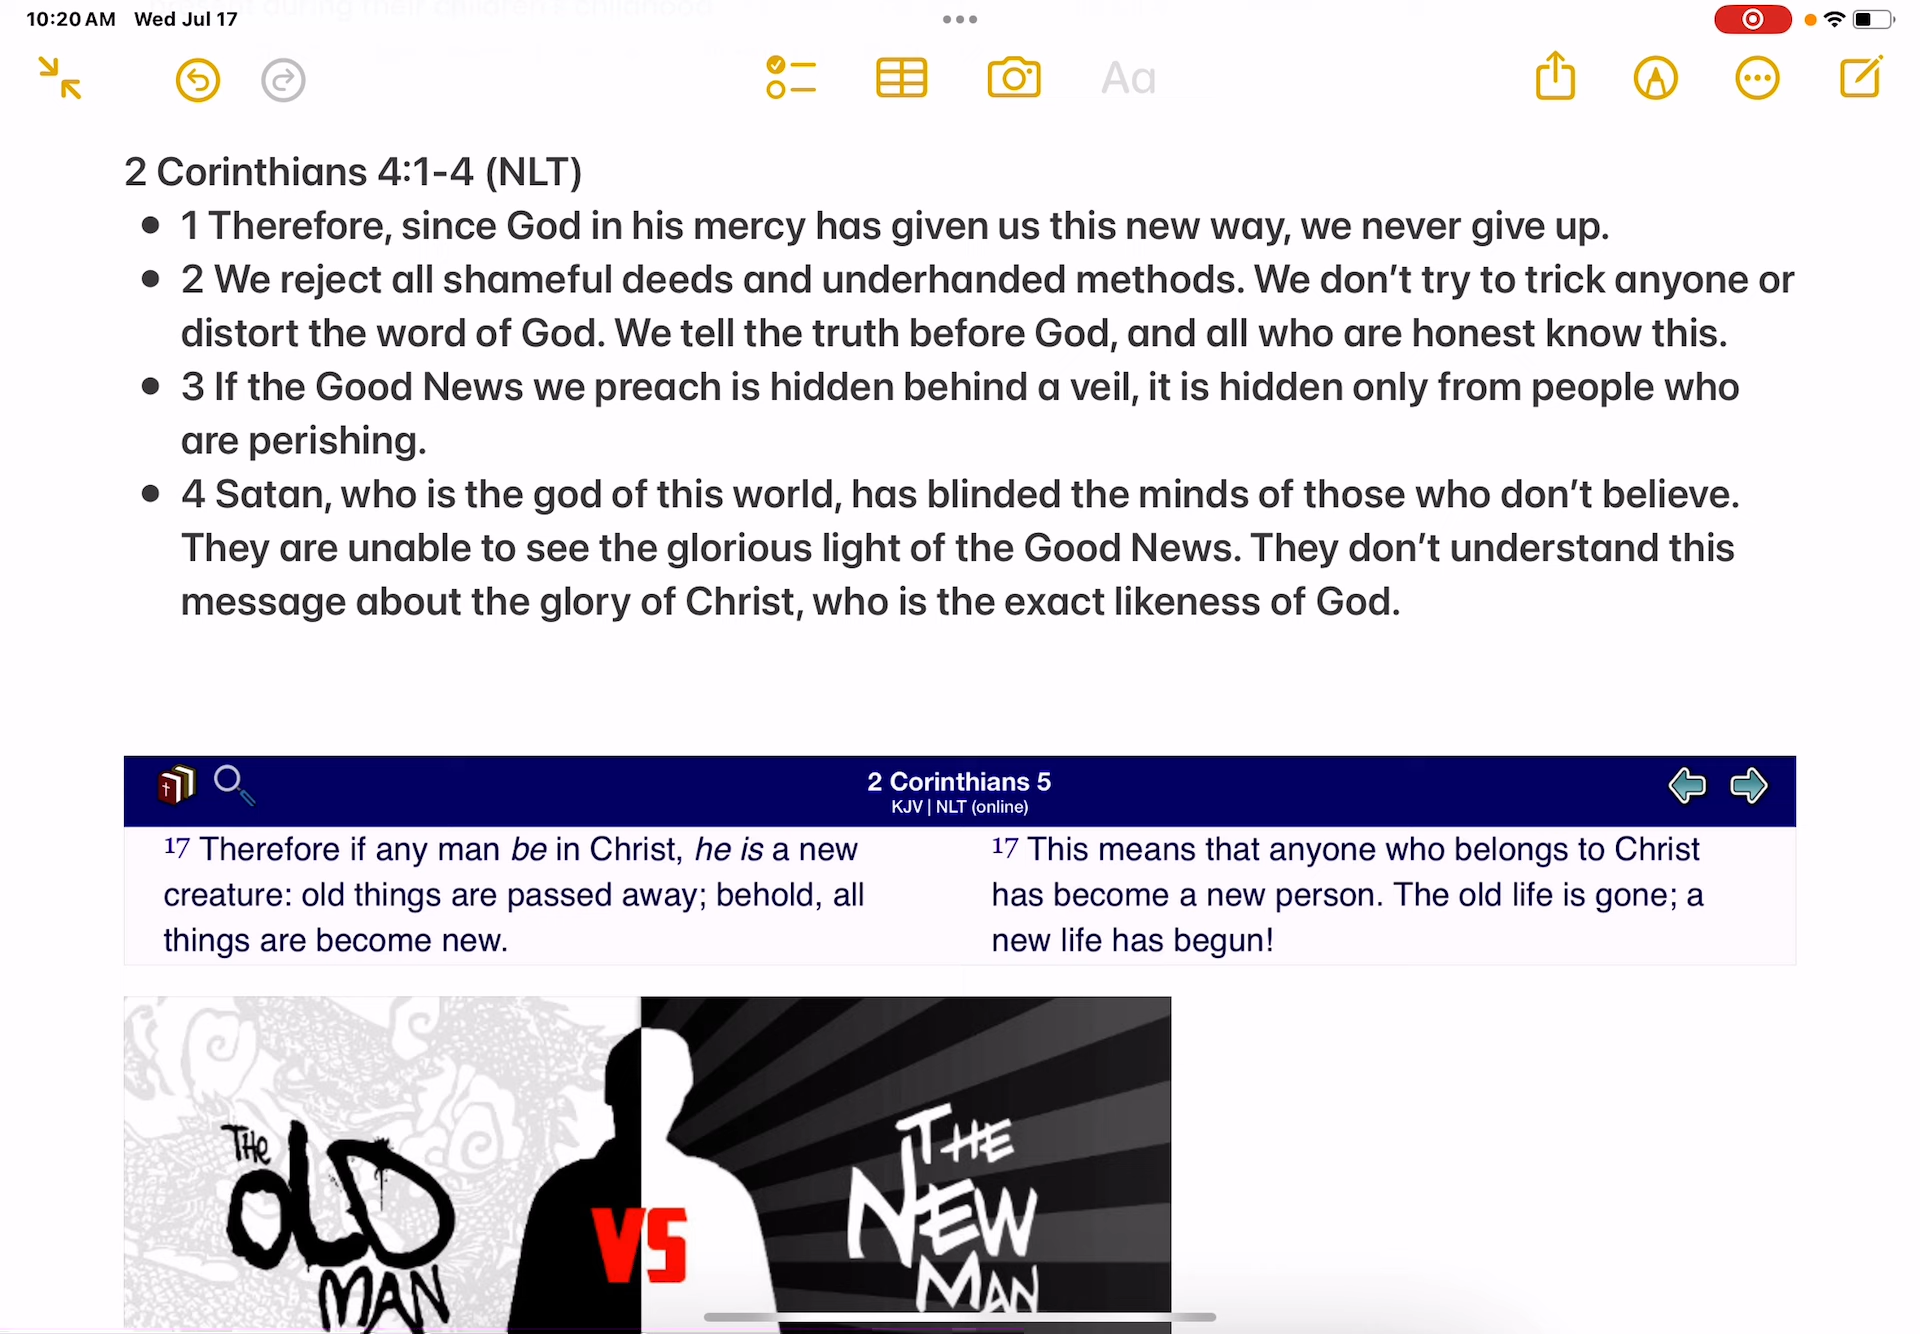 present during their children's childhood
10:20 AM Wed Jul 17
Aa
2 Corinthians 4:1-4 (NLT)
• 1 Therefore, since God in his mercy has given us this new way, we never give up.
• 2 We reject all shameful deeds and underhanded methods. We don’t try to trick anyone or
distort the word of God. We tell the truth before God, and all who are honest know this.
• 3 If the Good News we preach is hidden behind a veil, it is hidden only from people who
are perishing.
• 4 Satan, who is the god of this world, has blinded the minds of those who don’t believe.
They are unable to see the glorious light of the Good News. They don’t understand this
message about the glory of Christ, who is the exact likeness of God.
2 Corinthians 5
KJV | NLT (online)
17 Therefore if any man be in Christ, he is a new
creature: old things are passed away; behold, all
things are become new.
17 This means that anyone who belongs to Christ
has become a new person. The old life is gone; a
new life has begun!
THE
OLD
MAN
VS
THE
NEW
MAN